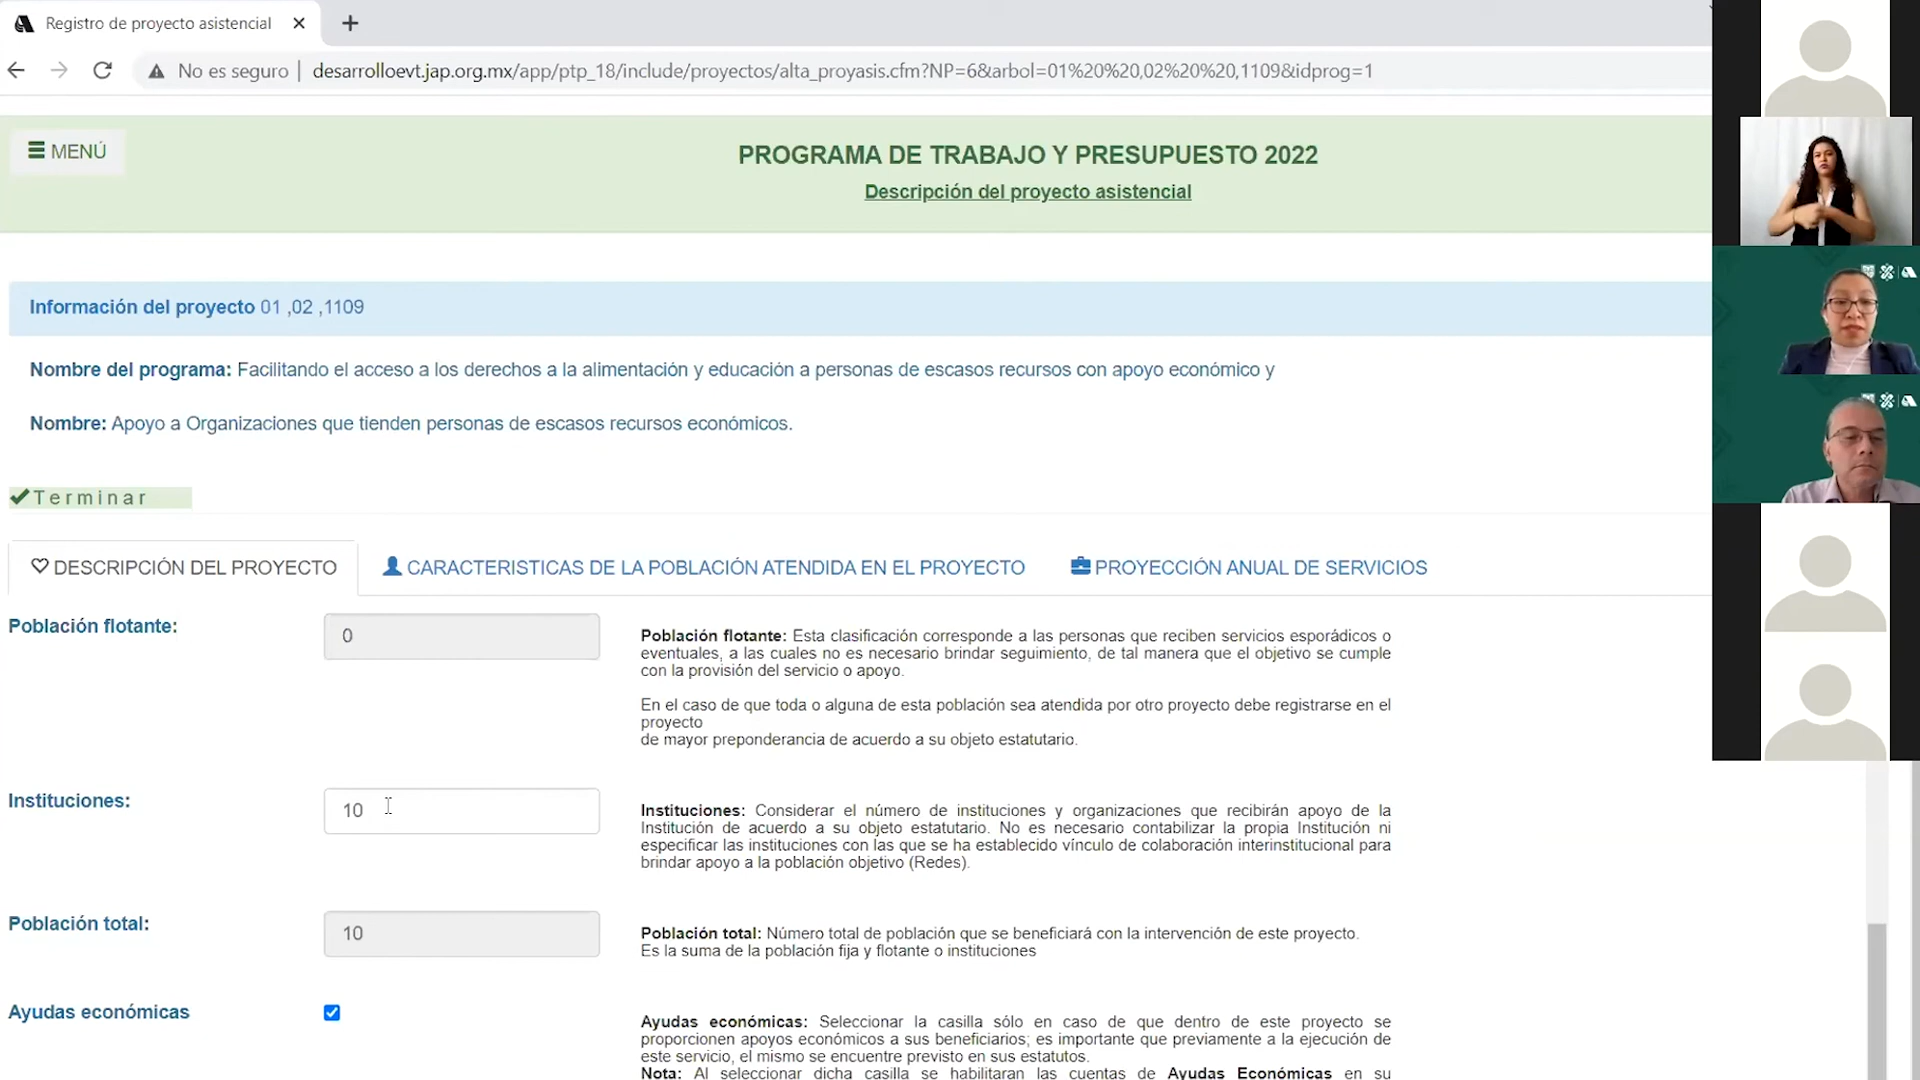 Registro de proyecto asistencial
No es seguro | desarrolloevt.jap.org.mx/app/ptp_18/include/proyectos/alta_proyasis.cfm?NP=6&arbol=01%20%20,02%20%20,1109&idprog=1
MENÚ
PROGRAMA DE TRABAJO Y PRESUPUESTO 2022
Descripción del proyecto asistencial
Información del proyecto 01 ,02 ,1109
Nombre del programa: Facilitando el acceso a los derechos a la alimentación y educación a personas de escasos recursos con apoyo económico y
Nombre: Apoyo a Organizaciones que tienden personas de escasos recursos económicos.
Terminar
DESCRIPCIÓN DEL PROYECTO
CARACTERISTICAS DE LA POBLACIÓN ATENDIDA EN EL PROYECTO
PROYECCIÓN ANUAL DE SERVICIOS
Población flotante:
0
Población flotante: Esta clasificación corresponde a las personas que reciben servicios esporádicos o
eventuales, a las cuales no es necesario brindar seguimiento, de tal manera que el objetivo se cumple
con la provisión del servicio o apoyo.
En el caso de que toda o alguna de esta población sea atendida por otro proyecto debe registrarse en el
proyecto
de mayor preponderancia de acuerdo a su objeto estatutario.
Instituciones:
10
Instituciones: Considerar el número de instituciones y organizaciones que recibirán apoyo de la
Institución de acuerdo a su objeto estatutario. No es necesario contabilizar la propia Institución ni
especificar las instituciones con las que se ha establecido vínculo de colaboración interinstitucional para
brindar apoyo a la población objetivo (Redes).
Población total:
10
Población total: Número total de población que se beneficiará con la intervención de este proyecto.
Es la suma de la población fija y flotante o instituciones
Ayudas económicas
Ayudas económicas: Seleccionar la casilla sólo en caso de que dentro de este proyecto se
proporcionen apoyos económicos a sus beneficiarios; es importante que previamente a la ejecución de
este servicio, el mismo se encuentre previsto en sus estatutos.
Nota: Al seleccionar dicha casilla se habilitaran las cuentas de Ayudas Económicas en su